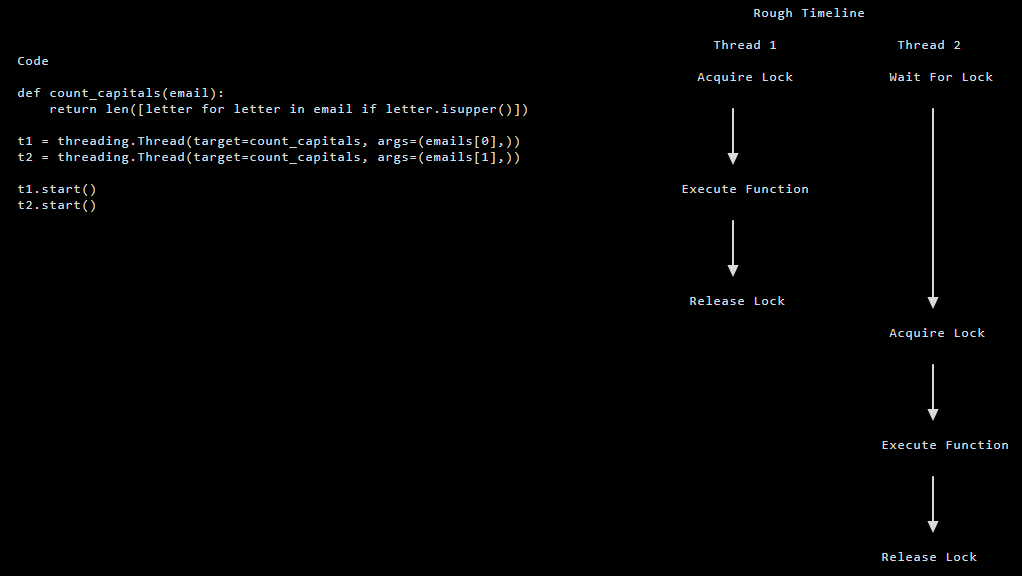 Code
def count_capitals(email):
    return len([letter for letter in email if letter.isupper()])
t1 = threading.Thread(target=count_capitals, args=(emails[0],))
t2 = threading.Thread(target=count_capitals, args=(emails[1],))
t1.start()
t2.start()
Rough Timeline
Thread 1
Thread 2
Acquire Lock
Wait For Lock
Execute Function
Release Lock
Acquire Lock
Execute Function
Release Lock